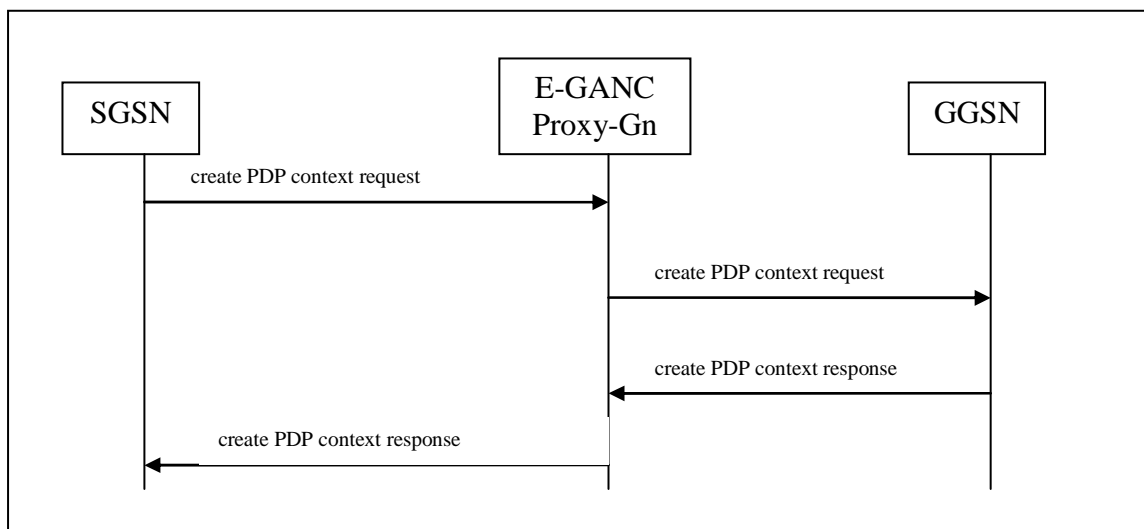 SGSN
E-GANC
Proxy-Gn
GGSN
create PDP context request
create PDP context request
create PDP context response
create PDP context response